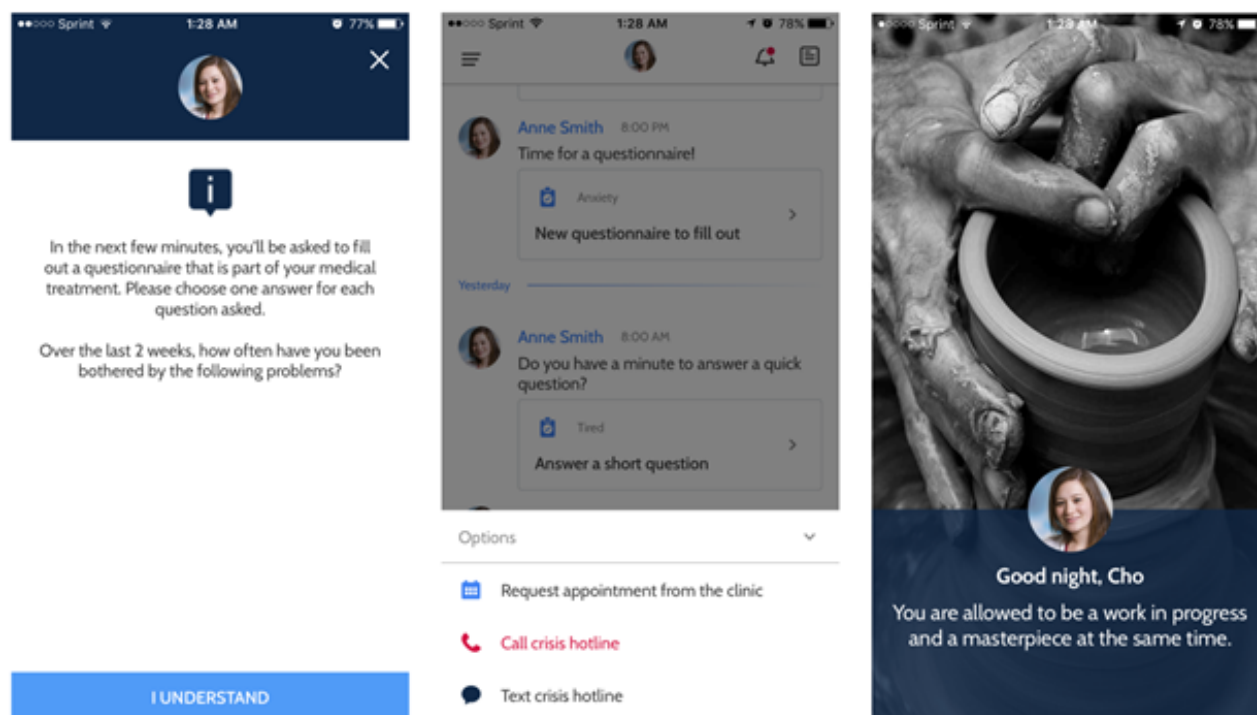 Sprint 1:28 AM 77%
In the next few minutes, you'll be asked to fill
out a questionnaire that is part of your medical
treatment. Please choose one answer for each
question asked.
Over the last 2 weeks, how often have you been
bothered by the following problems?
I UNDERSTAND
Sprint 1:28 AM 78%
Anne Smith 8:00 PM
Time for a questionnaire!
Anxiety
New questionnaire to fill out
Yesterday
Anne Smith 8:00 AM
Do you have a minute to answer a quick
question?
Tired
Answer a short question
Options
Request appointment from the clinic
Call crisis hotline
Text crisis hotline
Sprint 1:28 AM 78%
Good night, Cho
You are allowed to be a work in progress
and a masterpiece at the same time.